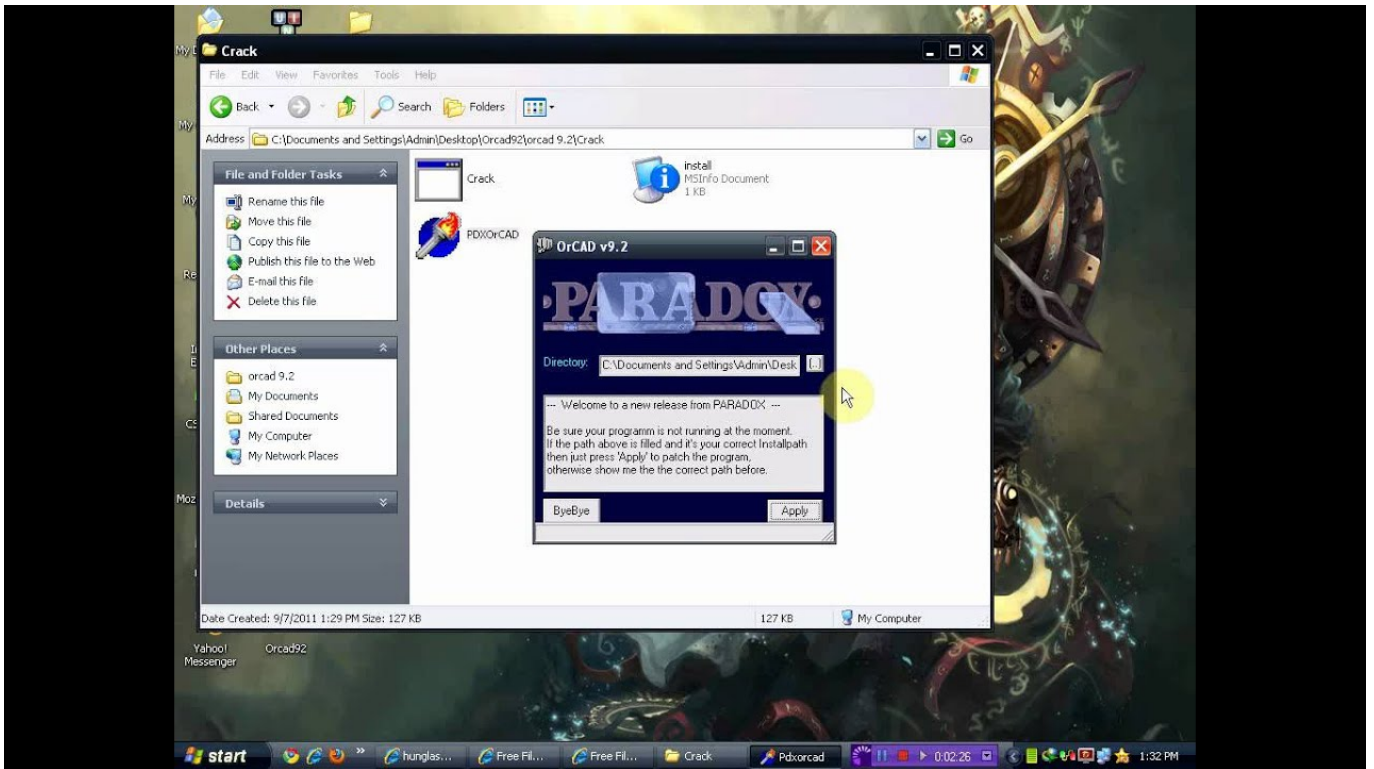 My D
Crack
File Edit View Favorites Tools Help
Back Search Folders
My
Address C:\Documents and Settings\Admin\Desktop\Orcad92\orcad 9.2\Crack Go
File and Folder Tasks
Rename this file
Move this file
Copy this file
Publish this file to the Web
E-mail this file
Delete this file
Other Places
orcad 9.2
My Documents
Shared Documents
My Computer
My Network Places
Details
My
Re
CS
Moz
Crack
install
MSInfo Document
1 KB
PDXOrCAD
OrCAD v9.2
PARADOX
Directory: C:\Documents and Settings\Admin\Desk [..]
--- Welcome to a new release from PARADOX ---
Be sure your programm is not running at the moment.
If the path above is filled and it's your correct Installpath
then just press 'Apply' to patch the program,
otherwise show me the the correct path before.
ByeBye Apply
Date Created: 9/7/2011 1:29 PM Size: 127 KB 127 KB My Computer
Yahoo!
Messenger
Orcad92
start hunglas... Free Fil... Free Fil... Crack Pdxorcad 0:02:26 1:32 PM